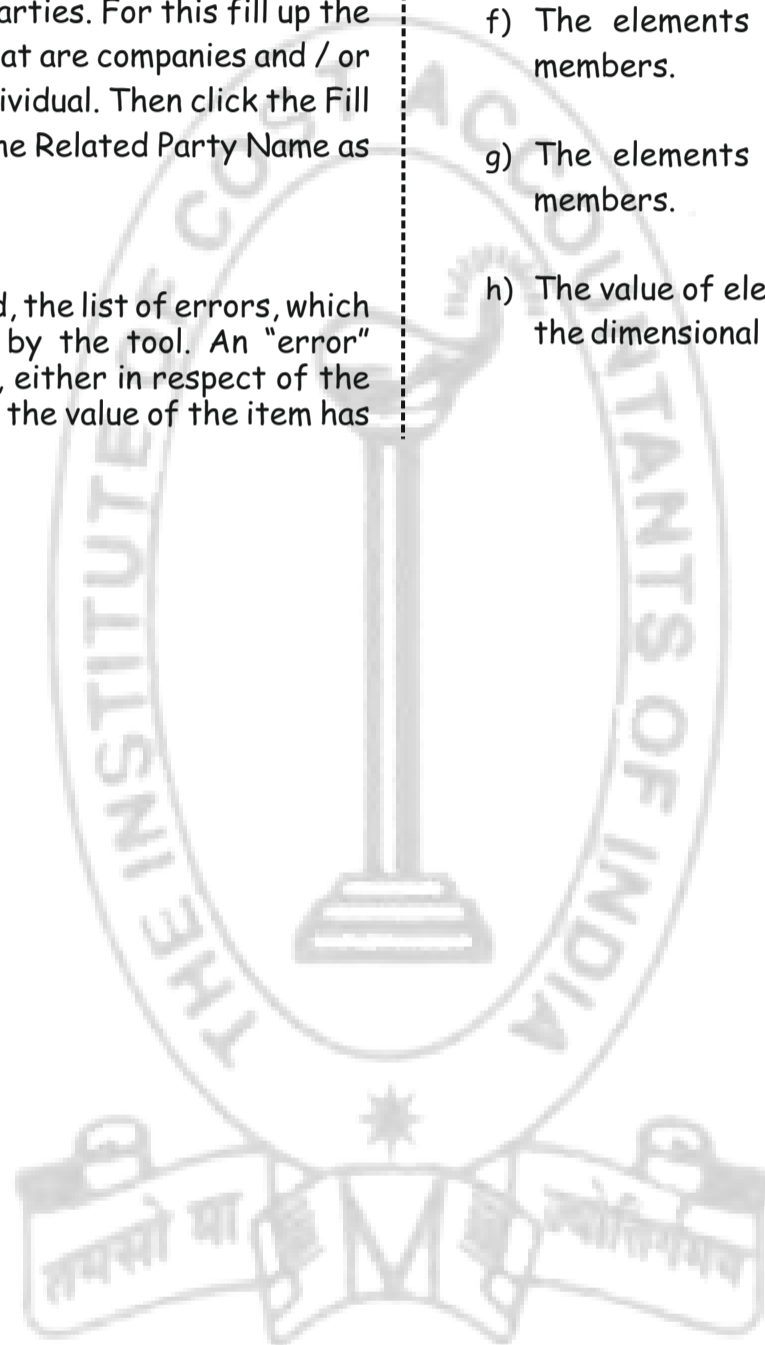 arties. For this fill up the
at are companies and / or
ividual. Then click the Fill
ne Related Party Name as
d, the list of errors, which
by the tool. An "error"
, either in respect of the
the value of the item has
f) The elements
members.
g) The elements
members.
h) The value of ele
the dimensional
THE INSTITUTE OF COST ACCOUNTANTS OF INDIA
तमसो मा
ज्योतिर्गमय